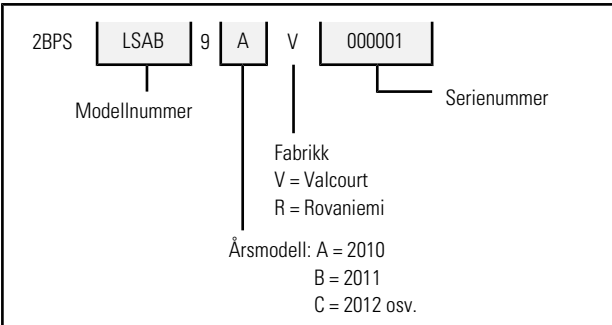 2BPS LSAB 9 A V 000001
Modellnummer
Serienummer
Fabrikk
V = Valcourt
R = Rovaniemi
Årsmodell: A = 2010
B = 2011
C = 2012 osv.